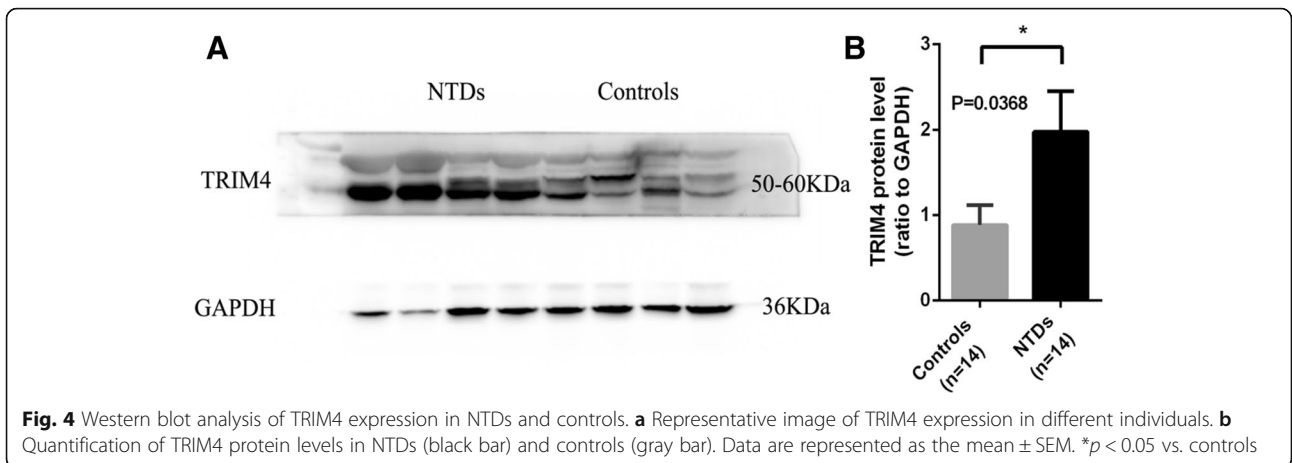 A
NTDs Controls
TRIM4 50-60KDa
GAPDH 36KDa
B
TRIM4 protein level
(ratio to GAPDH)
3
2
1
0
*
P=0.0368
Controls
(n=14)
NTDs
(n=14)
Fig. 4 Western blot analysis of TRIM4 expression in NTDs and controls. a Representative image of TRIM4 expression in different individuals. b
Quantification of TRIM4 protein levels in NTDs (black bar) and controls (gray bar). Data are represented as the mean ± SEM. *p < 0.05 vs. controls